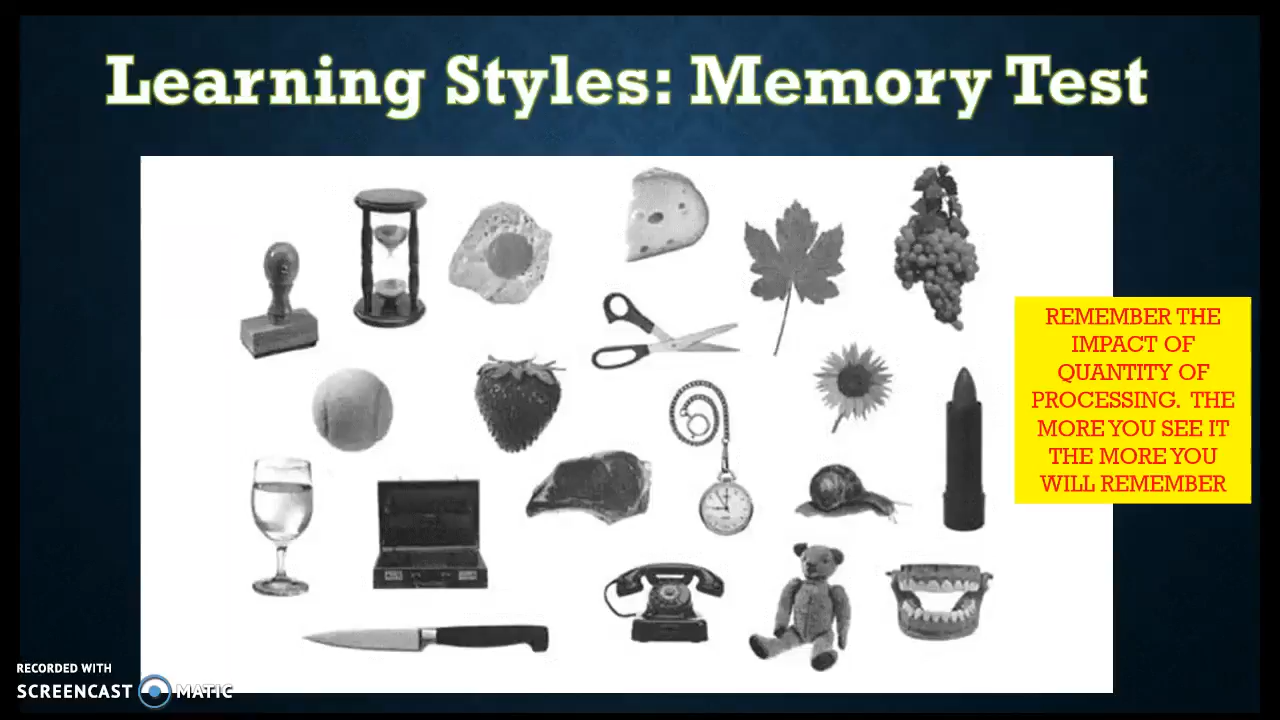 Learning Styles: Memory Test
REMEMBER THE
IMPACT OF
QUANTITY OF
PROCESSING. THE
MORE YOU SEE IT
THE MORE YOU
WILL REMEMBER
RECORDED WITH
SCREENCAST MATIC